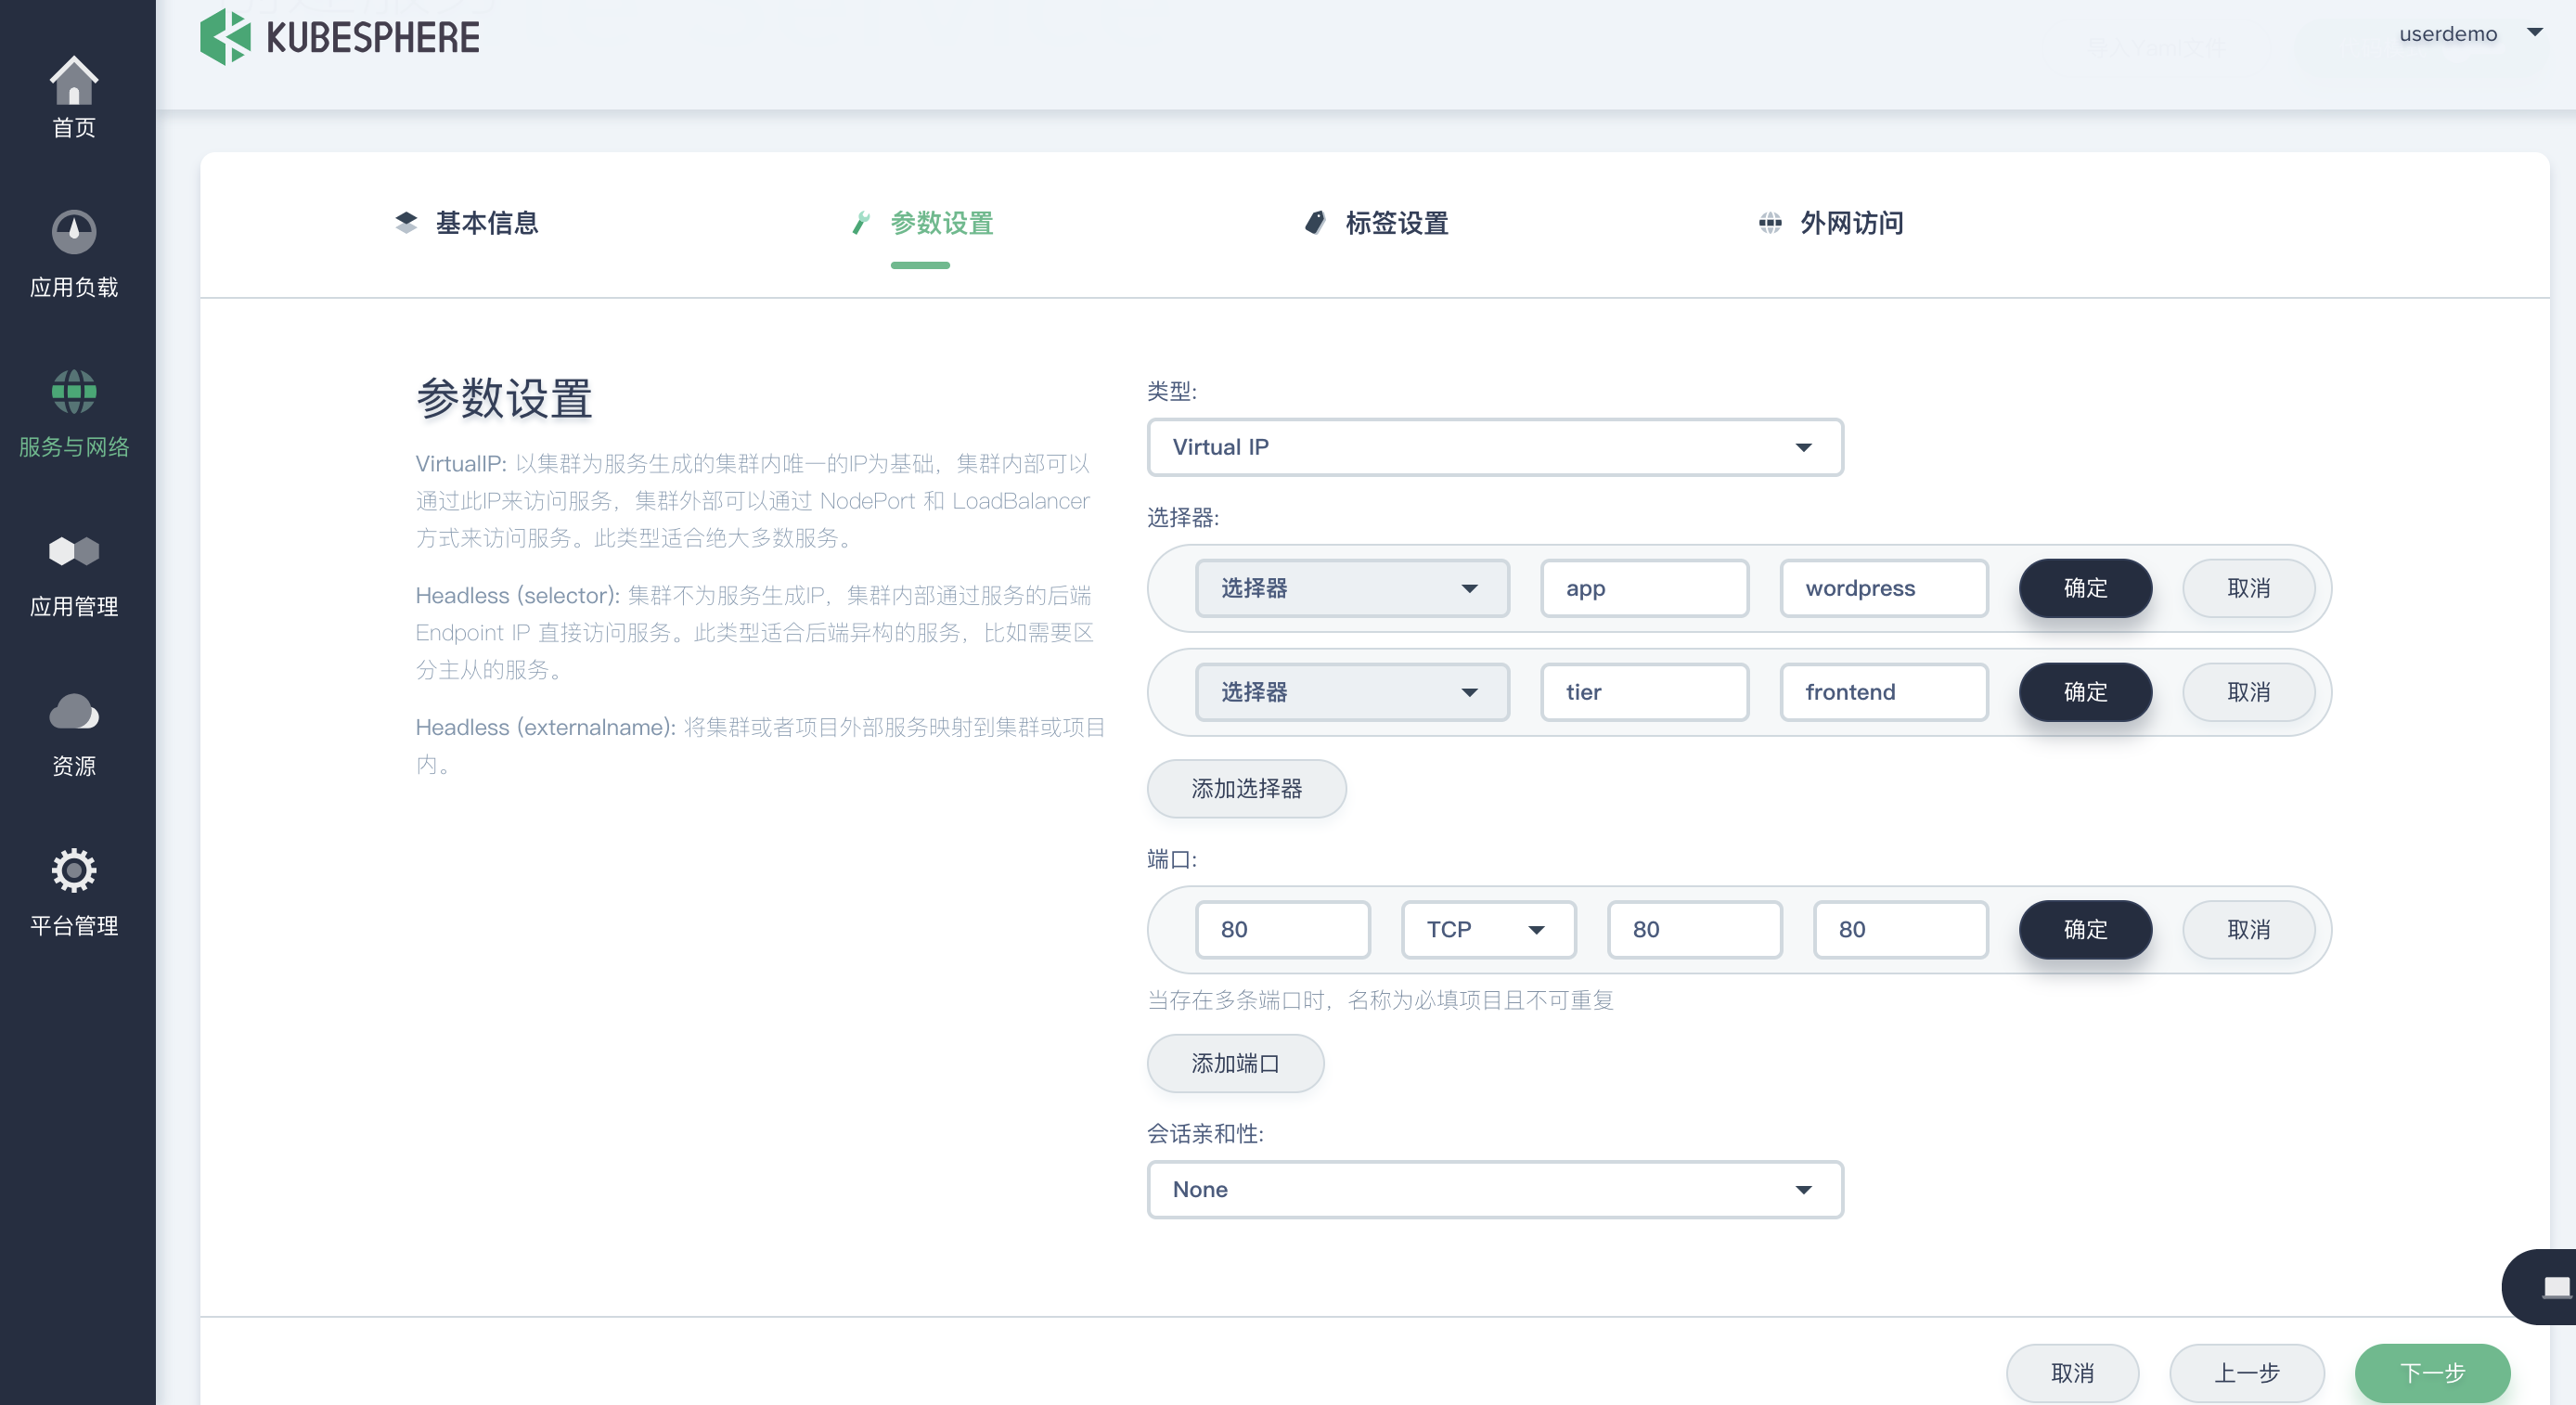 KUBESPHERE
userdemo
首页
应用负载
服务与网络
应用管理
资源
平台管理
基本信息
参数设置
标签设置
外网访问
参数设置
VirtualIP: 以集群为服务生成的集群内唯一的IP为基础，集群内部可以
通过此IP来访问服务，集群外部可以通过 NodePort 和 LoadBalancer
方式来访问服务。此类型适合绝大多数服务。
Headless (selector): 集群不为服务生成IP，集群内部通过服务的后端
Endpoint IP 直接访问服务。此类型适合后端异构的服务，比如需要区
分主从的服务。
Headless (externalname): 将集群或者项目外部服务映射到集群或项目
内。
类型:
Virtual IP
选择器:
选择器 app wordpress 确定 取消
选择器 tier frontend 确定 取消
添加选择器
端口:
80 TCP 80 80 确定 取消
当存在多条端口时，名称为必填项目且不可重复
添加端口
会话亲和性:
None
取消 上一步 下一步